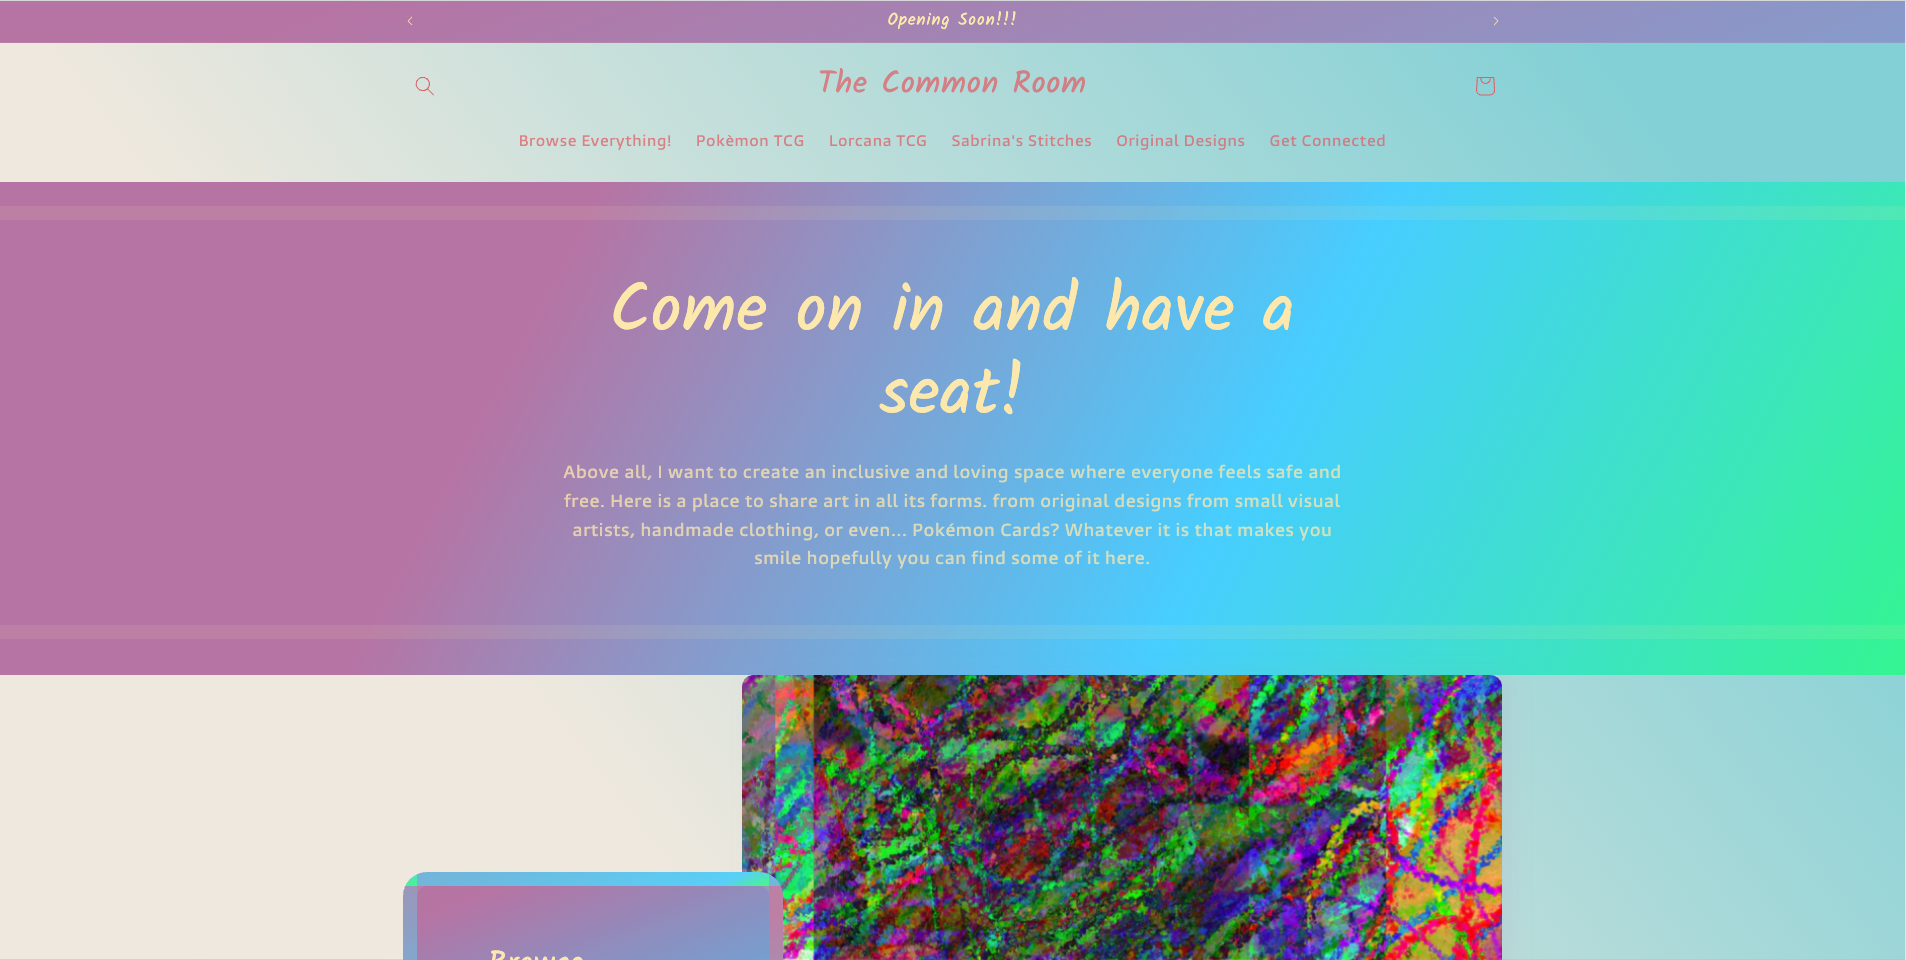 Opening Soon!!!
The Common Room
Browse Everything! Pokèmon TCG Lorcana TCG Sabrina's Stitches Original Designs Get Connected
Come on in and have a
seat!
Above all, I want to create an inclusive and loving space where everyone feels safe and
free. Here is a place to share art in all its forms. from original designs from small visual
artists, handmade clothing, or even... Pokémon Cards? Whatever it is that makes you
smile hopefully you can find some of it here.
Browse